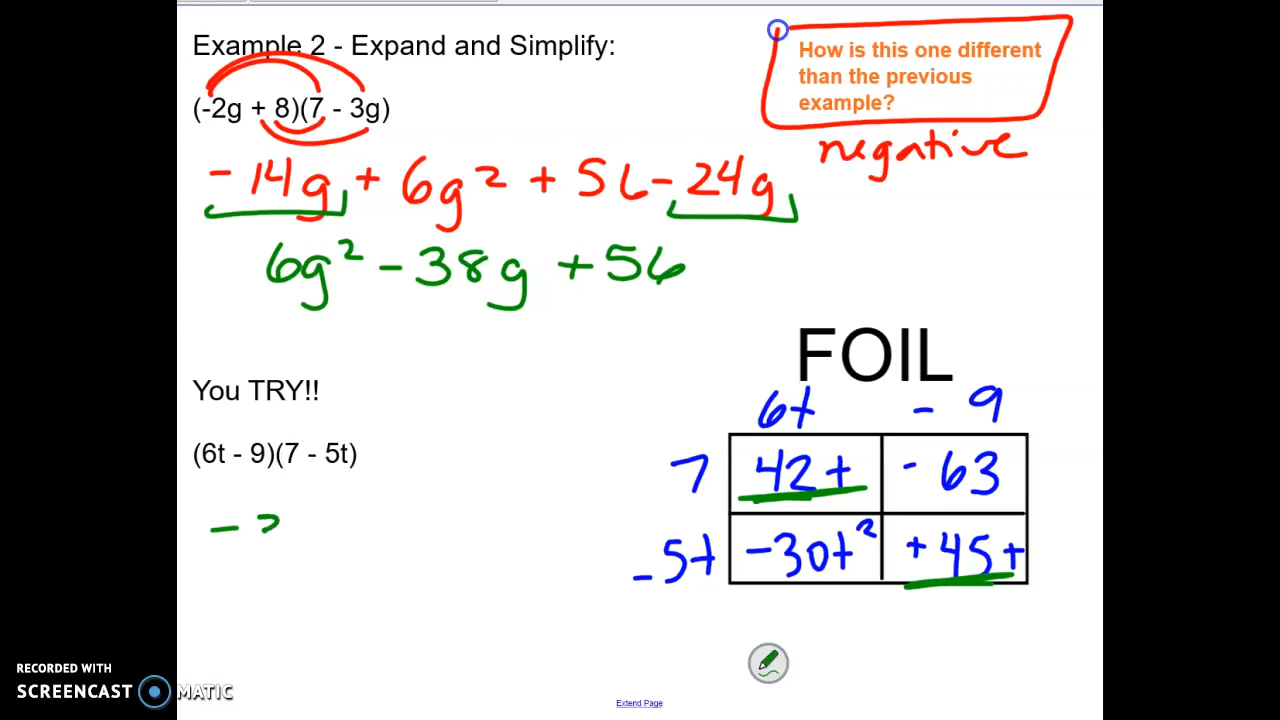 Example 2 - Expand and Simplify:
How is this one different
than the previous
example?
(-2g + 8)(7 - 3g)
negative
- 14g + 6g² + 56 - 24g
6g² - 38g + 56
FOIL
You TRY!!
6t - 9
(6t - 9)(7 - 5t)
7 42t - 63
- 5t - 30t² + 45t
- 3
RECORDED WITH
SCREENCAST MATIC
Extend Page